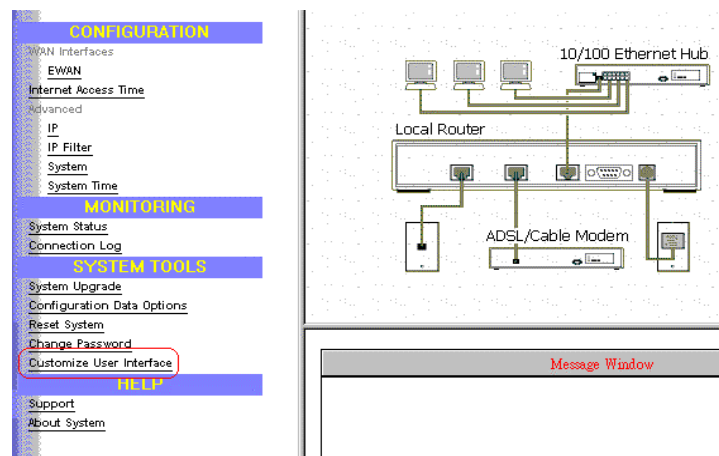 CONFIGURATION
WAN Interfaces
EWAN
Internet Access Time
Advanced
IP
IP Filter
System
System Time
MONITORING
System Status
Connection Log
SYSTEM TOOLS
System Upgrade
Configuration Data Options
Reset System
Change Password
Customize User Interface
HELP
Support
About System
10/100 Ethernet Hub
Local Router
ADSL/Cable Modem
Message Window